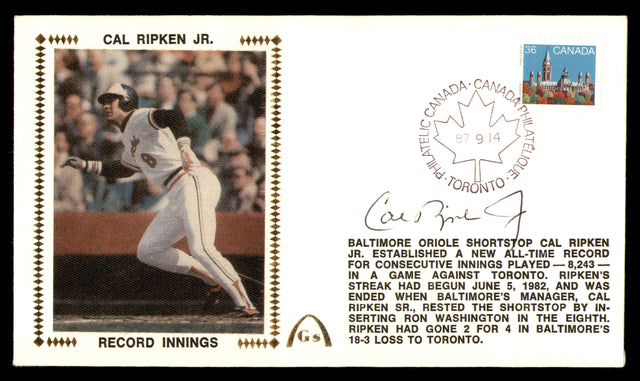 CAL RIPKEN JR.
RECORD INNINGS
8
36 CANADA
PHILATELIC CANADA · CANADA PHILATELIQUE
87 9 14
· TORONTO ·
Cal Ripken Jr
BALTIMORE ORIOLE SHORTSTOP CAL RIPKEN
JR. ESTABLISHED A NEW ALL-TIME RECORD
FOR CONSECUTIVE INNINGS PLAYED — 8,243 —
IN A GAME AGAINST TORONTO. RIPKEN'S
STREAK HAD BEGUN JUNE 5, 1982, AND WAS
ENDED WHEN BALTIMORE'S MANAGER, CAL
RIPKEN SR., RESTED THE SHORTSTOP BY IN-
SERTING RON WASHINGTON IN THE EIGHTH.
RIPKEN HAD GONE 2 FOR 4 IN BALTIMORE'S
18-3 LOSS TO TORONTO.
Gs